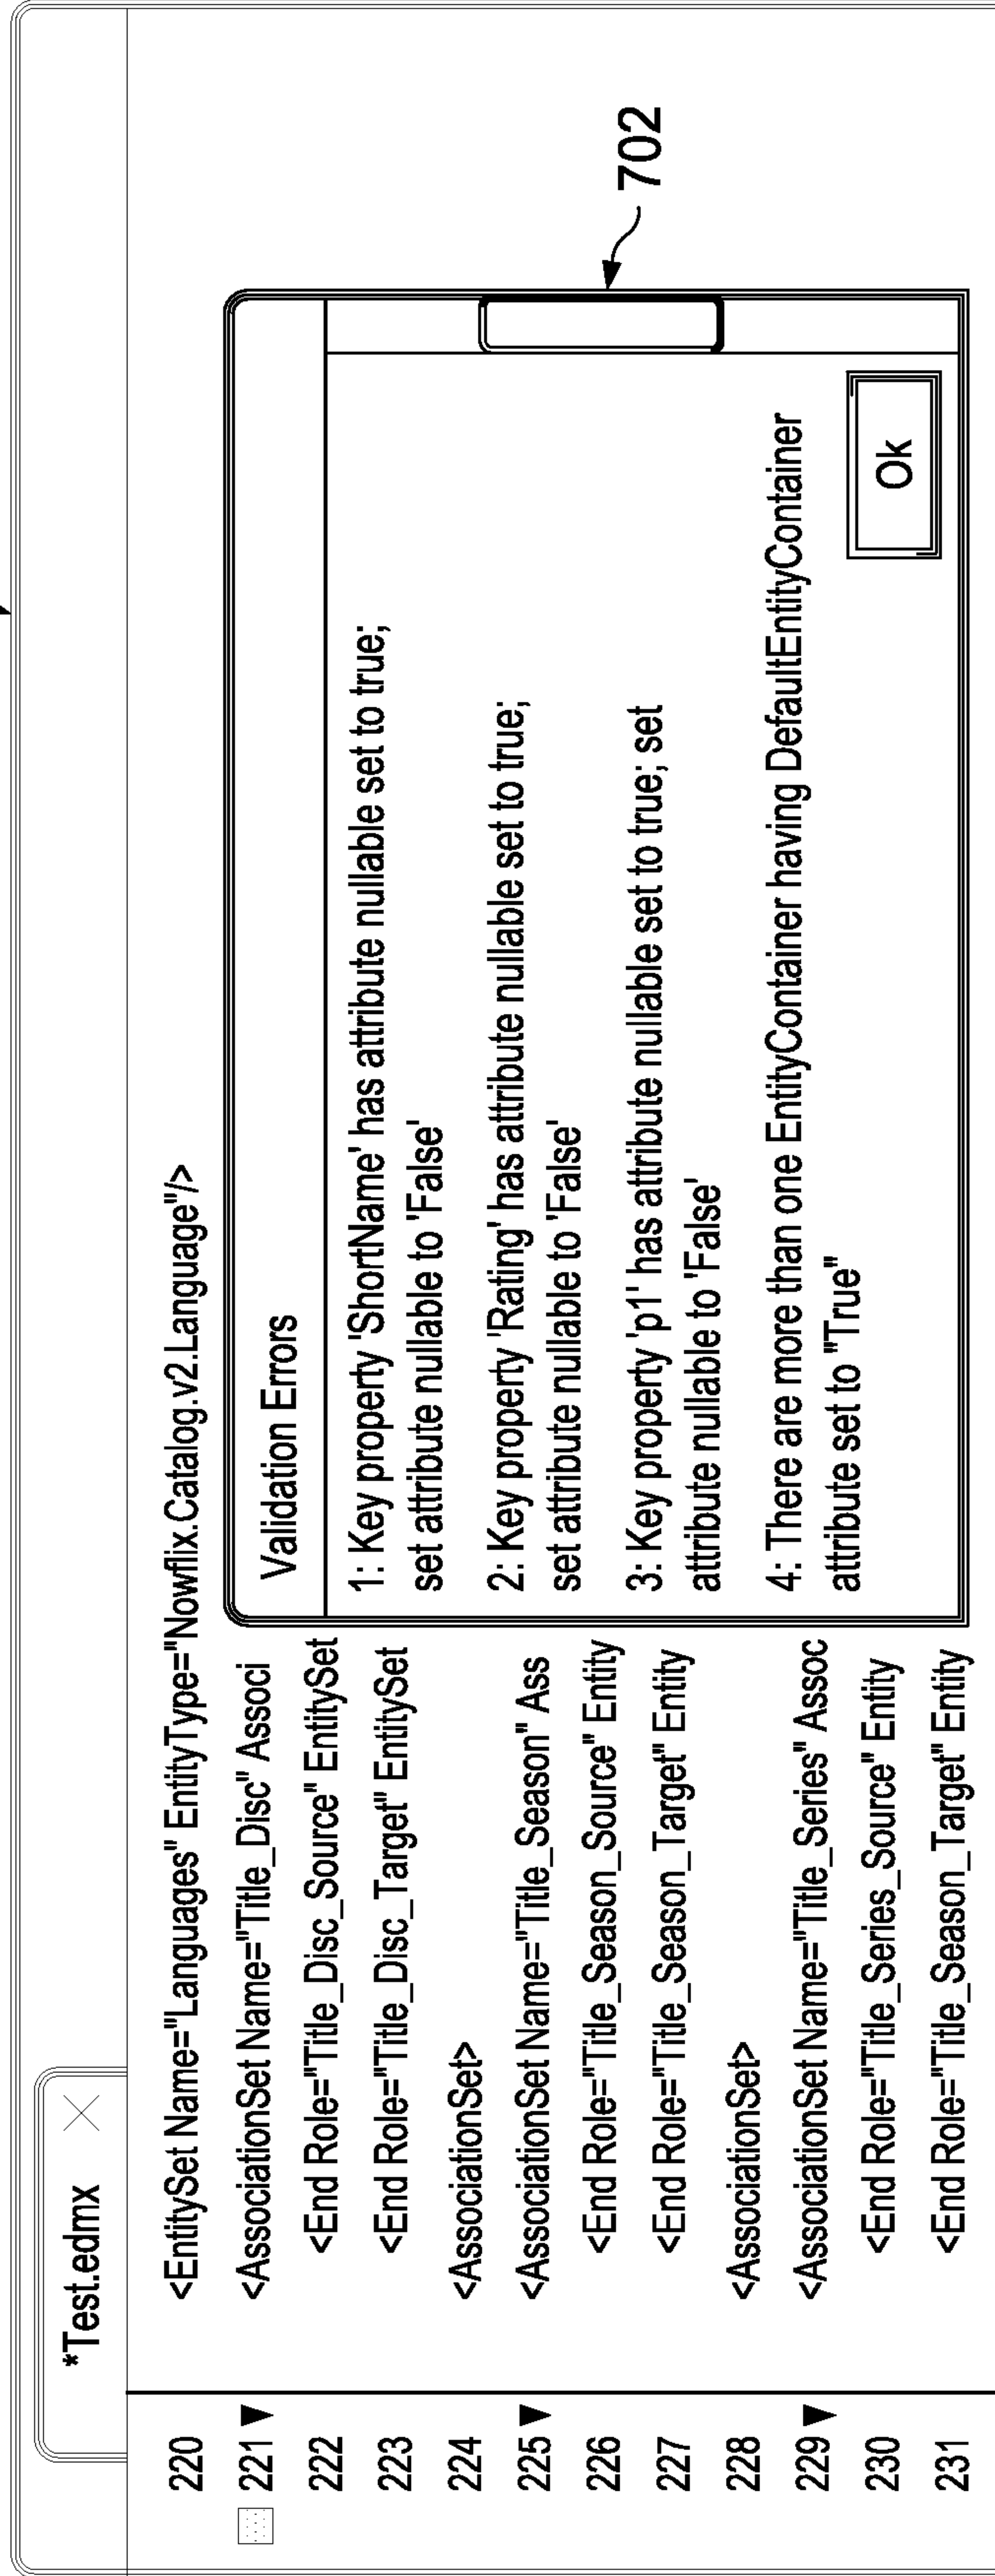 *Test.edmx
220 <EntitySet Name="Languages" EntityType="Nowflix.Catalog.v2.Language"/>
221 <AssociationSet Name="Title_Disc" Associ
222 <End Role="Title_Disc_Source" EntitySet
223 <End Role="Title_Disc_Target" EntitySet
224 <AssociationSet>
225 <AssociationSet Name="Title_Season" Ass
226 <End Role="Title_Season_Source" Entity
227 <End Role="Title_Season_Target" Entity
228 <AssociationSet>
229 <AssociationSet Name="Title_Series" Assoc
230 <End Role="Title_Series_Source" Entity
231 <End Role="Title_Season_Target" Entity
Validation Errors
1: Key property 'ShortName' has attribute nullable set to true;
set attribute nullable to 'False'
2: Key property 'Rating' has attribute nullable set to true;
set attribute nullable to 'False'
3: Key property 'p1' has attribute nullable set to true; set
attribute nullable to 'False'
4: There are more than one EntityContainer having DefaultEntityContainer
attribute set to "True"
Ok
702